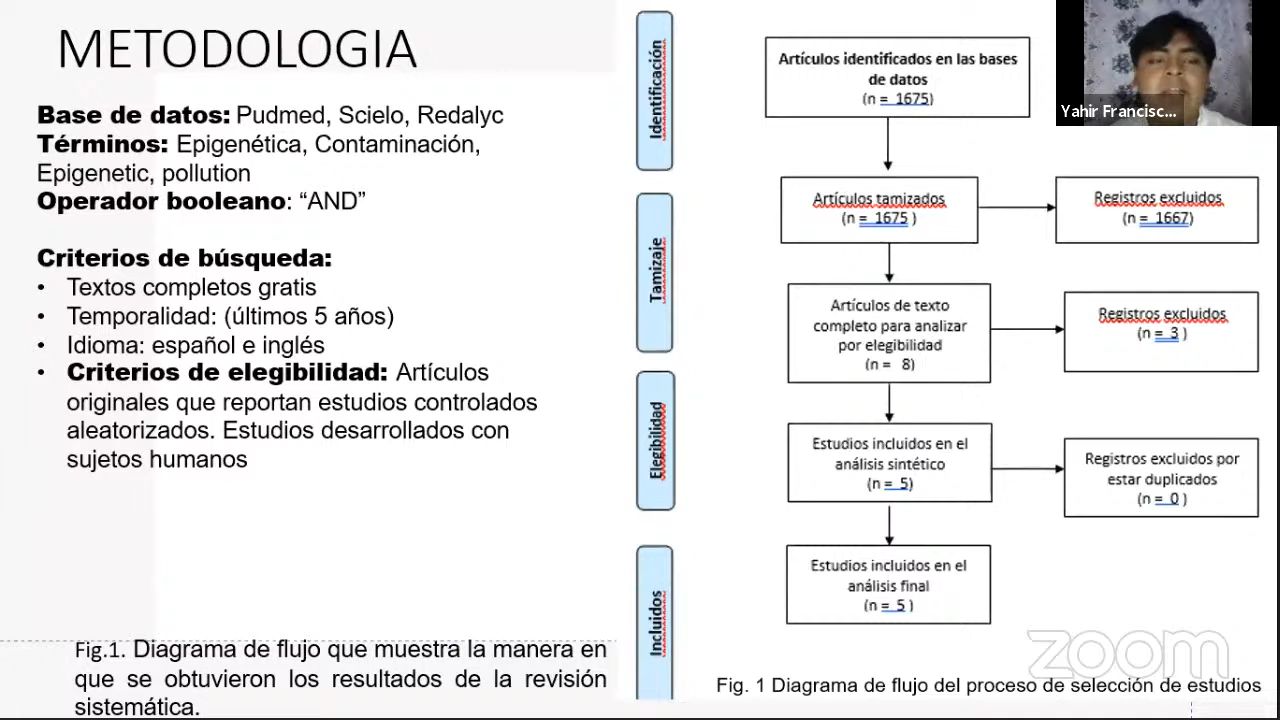 METODOLOGIA
Base de datos: Pudmed, Scielo, Redalyc
Términos: Epigenética, Contaminación,
Epigenetic, pollution
Operador booleano: “AND”
Criterios de búsqueda:
• Textos completos gratis
• Temporalidad: (últimos 5 años)
• Idioma: español e inglés
• Criterios de elegibilidad: Artículos
originales que reportan estudios controlados
aleatorizados. Estudios desarrollados con
sujetos humanos
Fig.1. Diagrama de flujo que muestra la manera en
que se obtuvieron los resultados de la revisión
sistemática.
Identificación
Artículos identificados en las bases
de datos
(n = 1675)
Tamizaje
Artículos tamizados
(n = 1675 )
Registros excluidos
(n = 1667)
Artículos de texto
completo para analizar
por elegibilidad
(n = 8)
Registros excluidos
(n = 3 )
Elegibilidad
Estudios incluidos en el
análisis sintético
(n = 5)
Registros excluidos por
estar duplicados
(n = 0 )
Incluidos
Estudios incluidos en el
análisis final
(n = 5 )
Fig. 1 Diagrama de flujo del proceso de selección de estudios
Yahir Francisc...
zoom